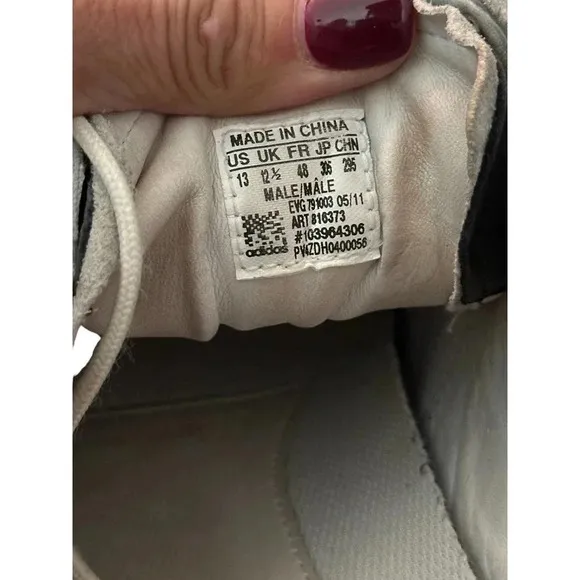 MADE IN CHINA
US UK FR JP CHN
13 12½ 48 305 295
MALE/MÂLE
EVG 791003 05/11
ART 816373
#103964306
adidas PW4ZDH0400056